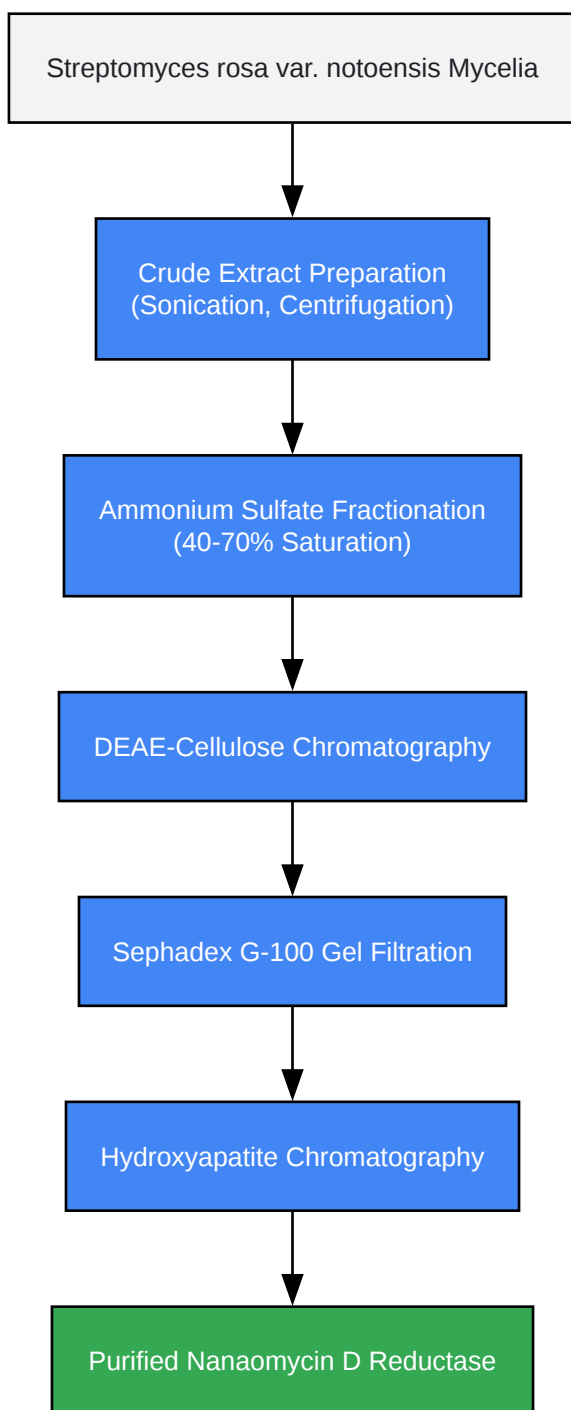 Streptomyces rosa var. notoensis Mycelia
Crude Extract Preparation
(Sonication, Centrifugation)
Ammonium Sulfate Fractionation
(40-70% Saturation)
DEAE-Cellulose Chromatography
Sephadex G-100 Gel Filtration
Hydroxyapatite Chromatography
Purified Nanaomycin D Reductase